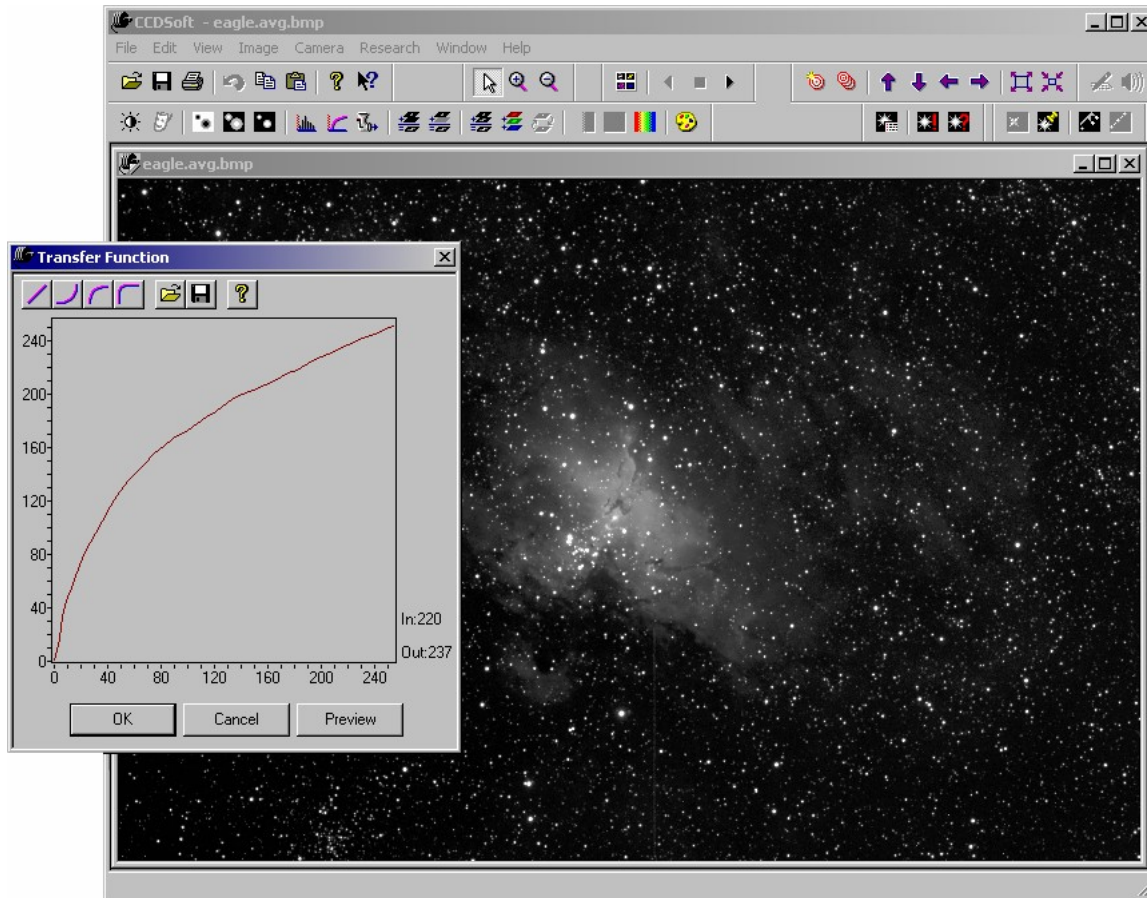 CCDSoft - eagle.avg.bmp
File Edit View Image Camera Research Window Help
eagle.avg.bmp
Transfer Function
240
200
160
120
80
40
0
0 40 80 120 160 200 240
In:220
Out:237
OK Cancel Preview